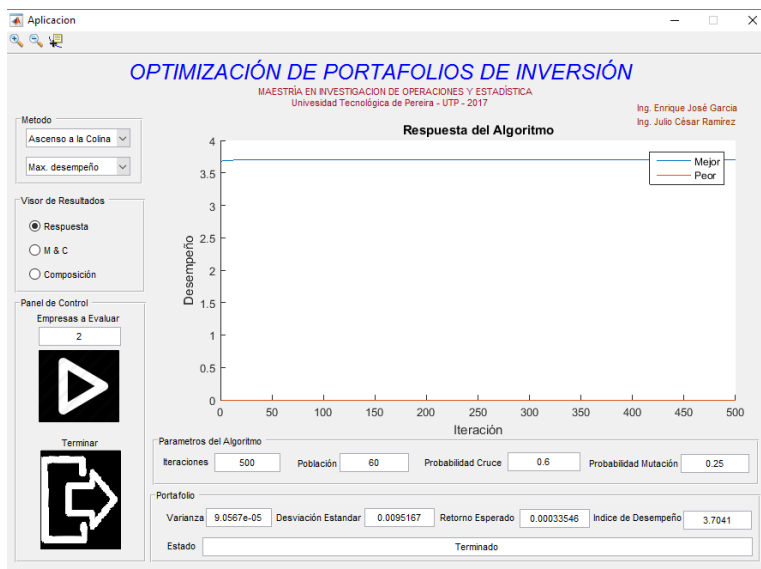 Aplicacion
OPTIMIZACIÓN DE PORTAFOLIOS DE INVERSIÓN
MAESTRÍA EN INVESTIGACION DE OPERACIONES Y ESTADÍSTICA
Univesidad Tecnológica de Pereira - UTP - 2017
Ing. Enrique José Garcia
Ing. Julio César Ramírez
Metodo
Ascenso a la Colina
Max. desempeño
Visor de Resultados
Respuesta
M & C
Composición
Panel de Control
Empresas a Evaluar
2
Terminar
Respuesta del Algoritmo
Mejor
Peor
Desempeño
4
3.5
3
2.5
2
1.5
1
0.5
0
0 50 100 150 200 250 300 350 400 450 500
Iteración
Parametros del Algoritmo
Iteraciones 500 Población 60 Probabilidad Cruce 0.6 Probabilidad Mutación 0.25
Portafolio
Varianza 9.0567e-05 Desviación Estandar 0.0095167 Retorno Esperado 0.00033546 Indice de Desempeño 3.7041
Estado Terminado